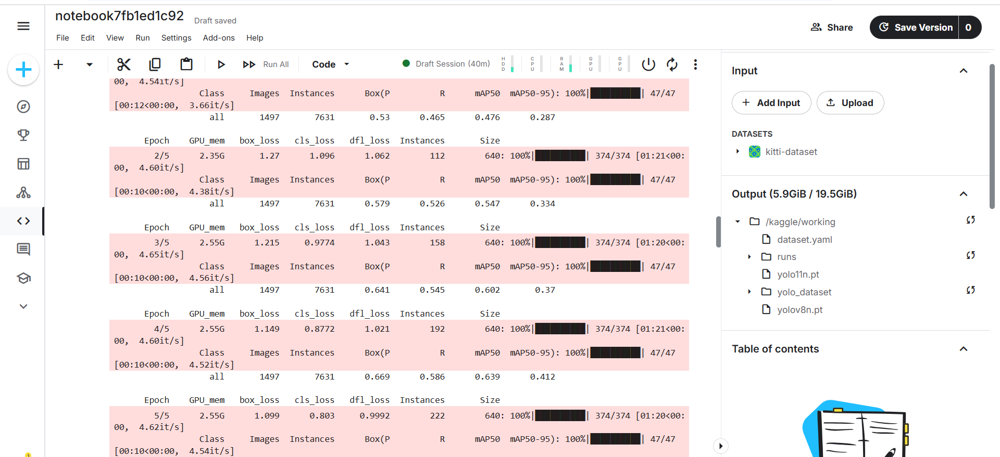 notebook7fb1ed1c92 Draft saved
File Edit View Run Settings Add-ons Help
Share
Save Version 0
Run All
Code
Draft Session (40m)
HDD CPU RAM GPU GPU
00, 4.54it/s]
Class Images Instances Box(P R mAP50 mAP50-95): 100%|██████████| 47/47
[00:12<00:00, 3.66it/s]
all 1497 7631 0.53 0.465 0.476 0.287
Epoch GPU_mem box_loss cls_loss dfl_loss Instances Size
2/5 2.35G 1.27 1.096 1.062 112 640: 100%|██████████| 374/374 [01:21<00:
00, 4.60it/s]
Class Images Instances Box(P R mAP50 mAP50-95): 100%|██████████| 47/47
[00:10<00:00, 4.38it/s]
all 1497 7631 0.579 0.526 0.547 0.334
Epoch GPU_mem box_loss cls_loss dfl_loss Instances Size
3/5 2.55G 1.215 0.9774 1.043 158 640: 100%|██████████| 374/374 [01:20<00:
00, 4.65it/s]
Class Images Instances Box(P R mAP50 mAP50-95): 100%|██████████| 47/47
[00:10<00:00, 4.56it/s]
all 1497 7631 0.641 0.545 0.602 0.37
Epoch GPU_mem box_loss cls_loss dfl_loss Instances Size
4/5 2.55G 1.149 0.8772 1.021 192 640: 100%|██████████| 374/374 [01:21<00:
00, 4.60it/s]
Class Images Instances Box(P R mAP50 mAP50-95): 100%|██████████| 47/47
[00:10<00:00, 4.52it/s]
all 1497 7631 0.669 0.586 0.639 0.412
Epoch GPU_mem box_loss cls_loss dfl_loss Instances Size
5/5 2.55G 1.099 0.803 0.9992 222 640: 100%|██████████| 374/374 [01:20<00:
00, 4.62it/s]
Class Images Instances Box(P R mAP50 mAP50-95): 100%|██████████| 47/47
[00:10<00:00, 4.54it/s]
Input
Add Input Upload
DATASETS
kitti-dataset
Output (5.9GiB / 19.5GiB)
/kaggle/working
dataset.yaml
runs
yolo11n.pt
yolo_dataset
yolov8n.pt
Table of contents
1